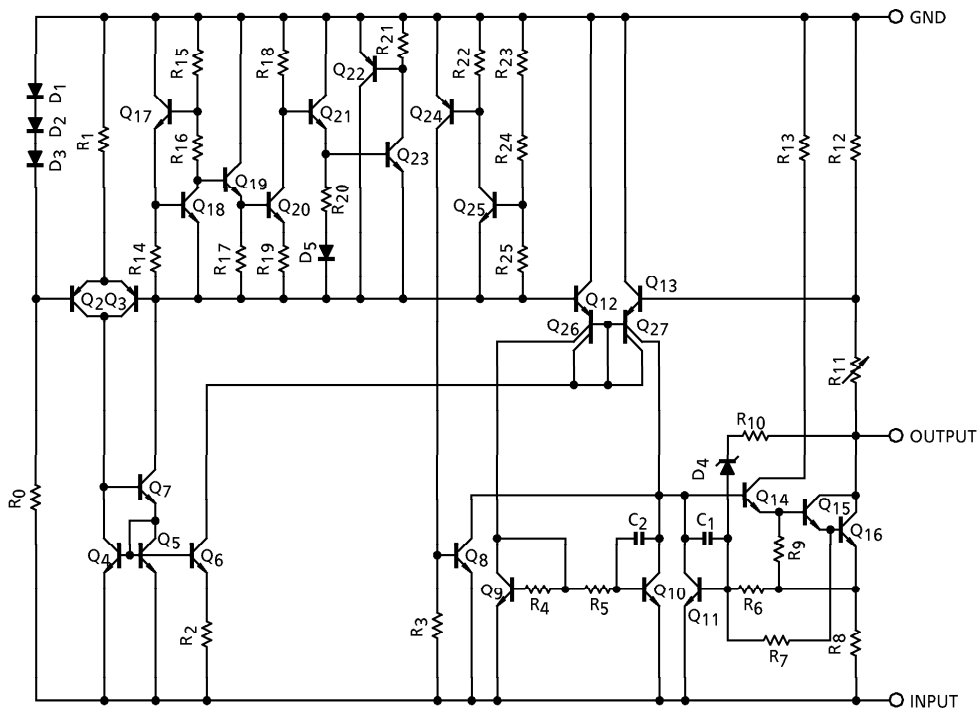 GND
D1
D2
D3
R1
Q17
R15
R16
R18
Q22
R21
Q21
Q23
Q24
R22
R23
R24
R13
R12
Q18
Q19
Q20
R20
Q25
R14
R17
R19
D5
R25
Q2
Q3
Q12
Q13
Q26
Q27
R11
R10
OUTPUT
D4
R0
Q7
Q14
Q15
Q16
Q4
Q5
Q6
Q8
C2
C1
R9
Q9
R4
R5
Q10
Q11
R6
R2
R3
R7
R8
INPUT